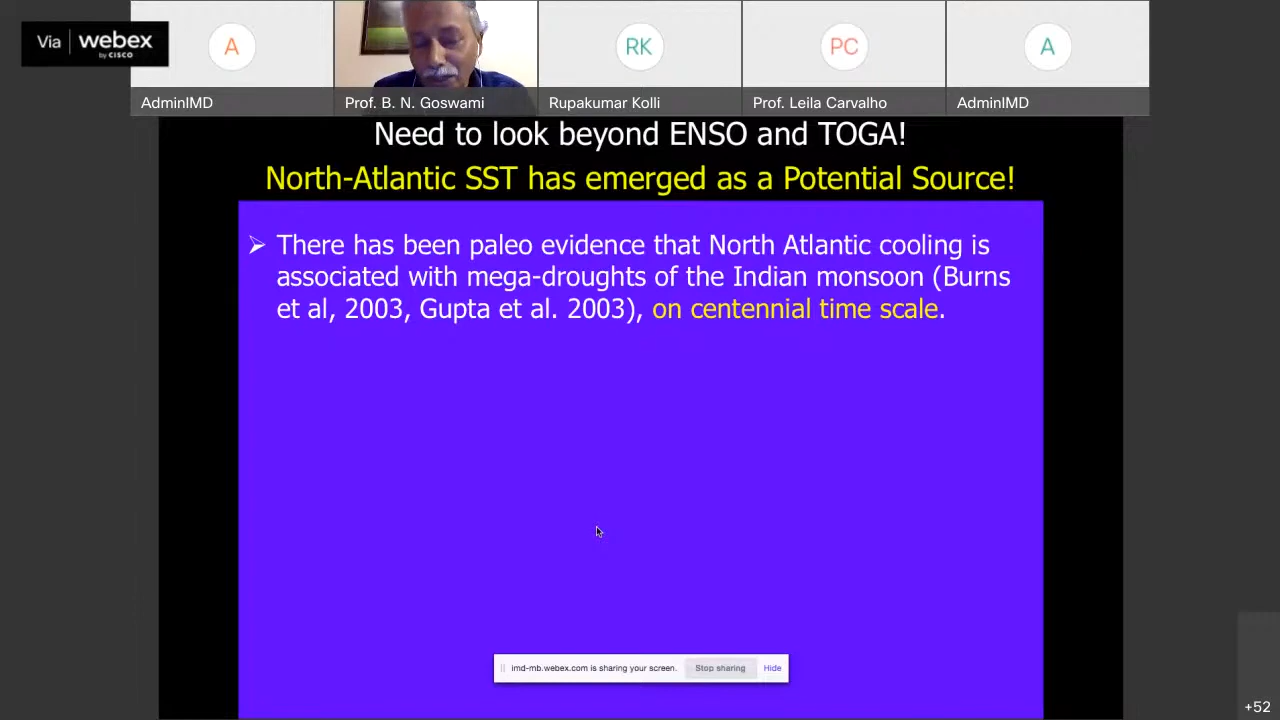 Via webex
by CISCO
A
RK
PC
A
AdminIMD
Prof. B. N. Goswami
Rupakumar Kolli
Prof. Leila Carvalho
AdminIMD
Need to look beyond ENSO and TOGA!
North-Atlantic SST has emerged as a Potential Source!
There has been paleo evidence that North Atlantic cooling is
associated with mega-droughts of the Indian monsoon (Burns
et al, 2003, Gupta et al. 2003), on centennial time scale.
imd-mb.webex.com is sharing your screen. Stop sharing Hide
+52